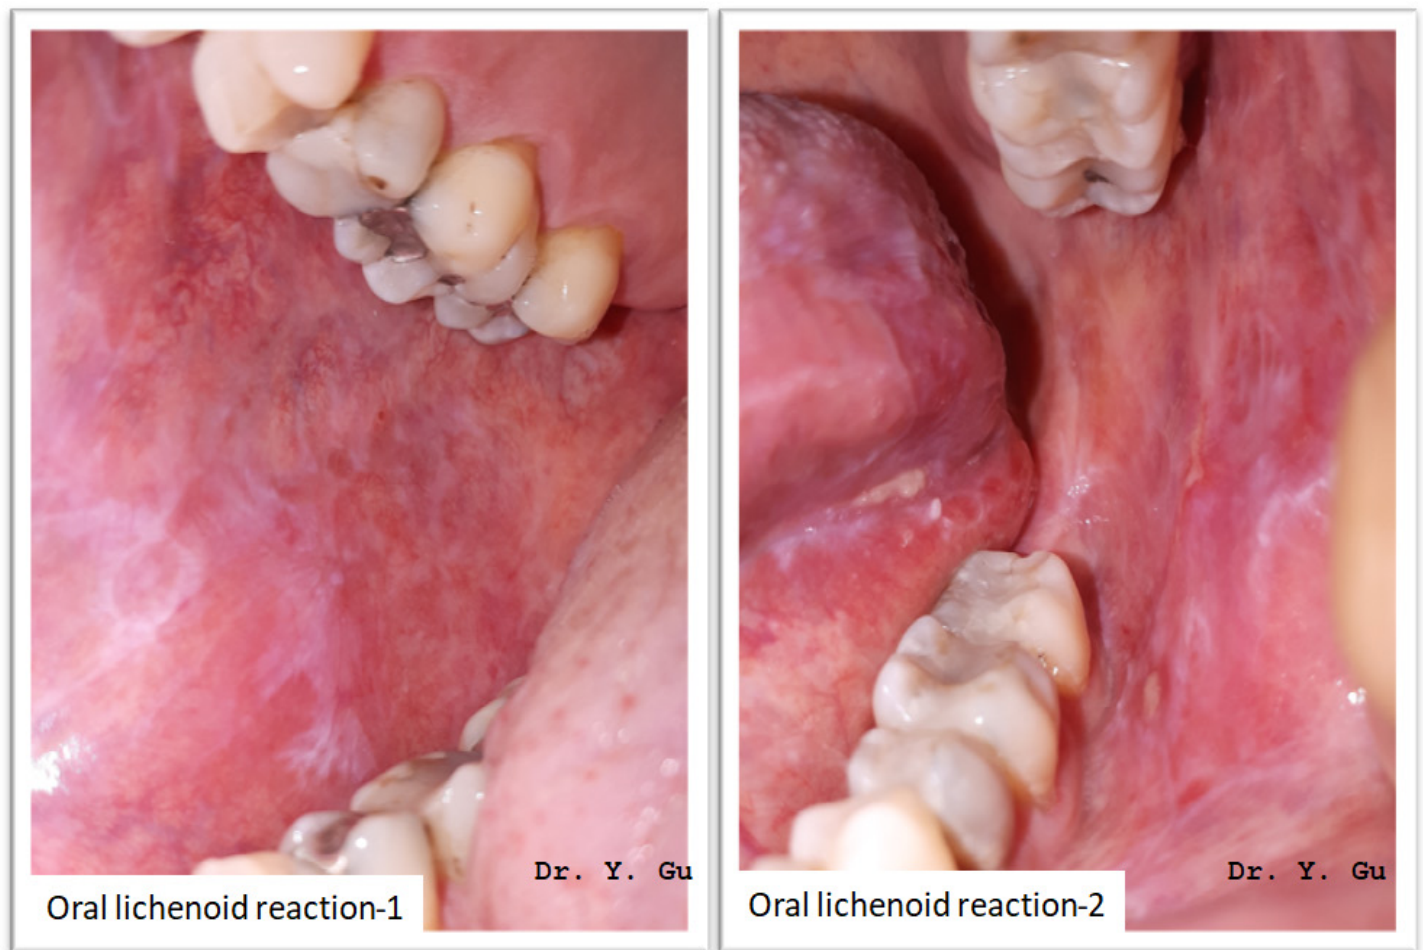 Dr. Y. Gu
Oral lichenoid reaction-1
Dr. Y. Gu
Oral lichenoid reaction-2